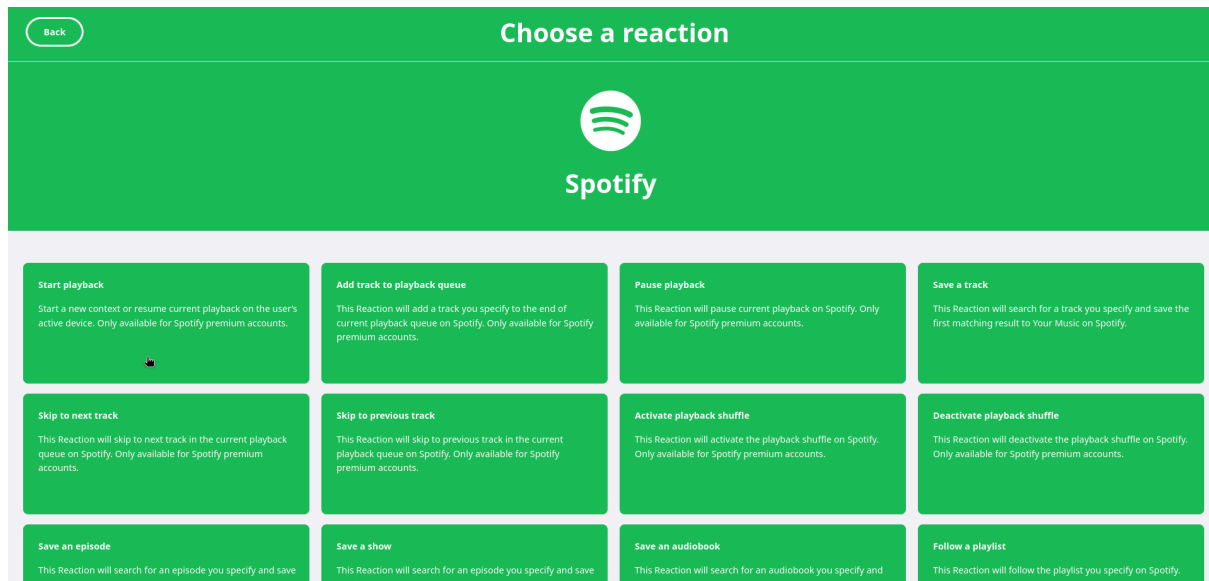 Back
Choose a reaction
Spotify
Start playback
Start a new context or resume current playback on the user's
active device. Only available for Spotify premium accounts.
Add track to playback queue
This Reaction will add a track you specify to the end of
current playback queue on Spotify. Only available for Spotify
premium accounts.
Pause playback
This Reaction will pause current playback on Spotify. Only
available for Spotify premium accounts.
Save a track
This Reaction will search for a track you specify and save the
first matching result to Your Music on Spotify.
Skip to next track
This Reaction will skip to next track in the current playback
queue on Spotify. Only available for Spotify premium
accounts.
Skip to previous track
This Reaction will skip to previous track in the current
playback queue on Spotify. Only available for Spotify
premium accounts.
Activate playback shuffle
This Reaction will activate the playback shuffle on Spotify.
Only available for Spotify premium accounts.
Deactivate playback shuffle
This Reaction will deactivate the playback shuffle on Spotify.
Only available for Spotify premium accounts.
Save an episode
This Reaction will search for an episode you specify and save
Save a show
This Reaction will search for an episode you specify and save
Save an audiobook
This Reaction will search for an audiobook you specify and
Follow a playlist
This Reaction will follow the playlist you specify on Spotify.